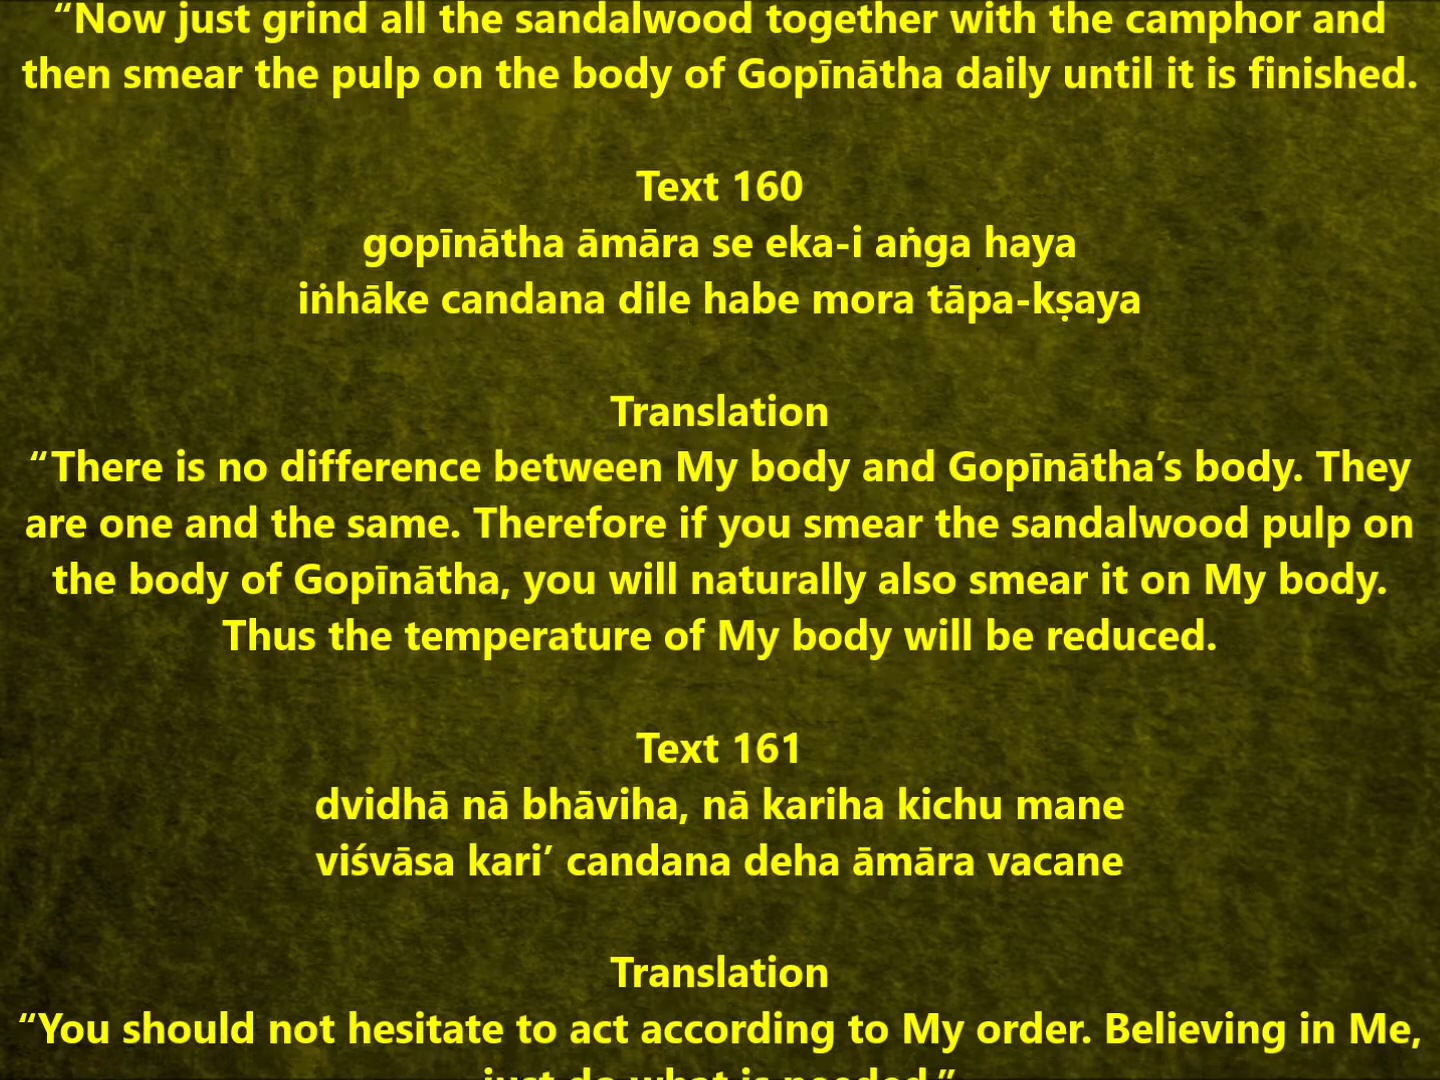 “Now just grind all the sandalwood together with the camphor and
then smear the pulp on the body of Gopīnātha daily until it is finished.
Text 160
gopīnātha āmāra se eka-i aṅga haya
iṅhāke candana dile habe mora tāpa-kṣaya
Translation
“There is no difference between My body and Gopīnātha’s body. They
are one and the same. Therefore if you smear the sandalwood pulp on
the body of Gopīnātha, you will naturally also smear it on My body.
Thus the temperature of My body will be reduced.
Text 161
dvidhā nā bhāviha, nā kariha kichu mane
viśvāsa kari’ candana deha āmāra vacane
Translation
“You should not hesitate to act according to My order. Believing in Me,
just do what is needed.”